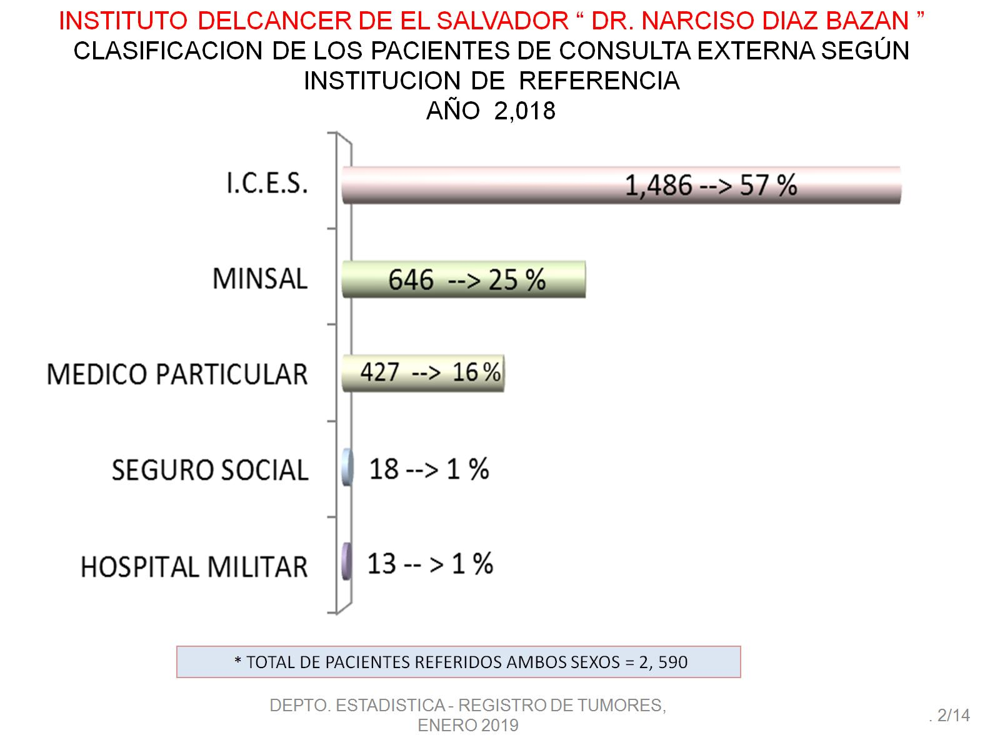 INSTITUTO DELCANCER DE EL SALVADOR “ DR. NARCISO DIAZ BAZAN ”
CLASIFICACION DE LOS PACIENTES DE CONSULTA EXTERNA SEGÚN
INSTITUCION DE REFERENCIA
AÑO 2,018
I.C.E.S. 1,486 --> 57 %
MINSAL 646 --> 25 %
MEDICO PARTICULAR 427 --> 16 %
SEGURO SOCIAL 18 --> 1 %
HOSPITAL MILITAR 13 -- > 1 %
* TOTAL DE PACIENTES REFERIDOS AMBOS SEXOS = 2, 590
DEPTO. ESTADISTICA - REGISTRO DE TUMORES,
ENERO 2019
. 2/14